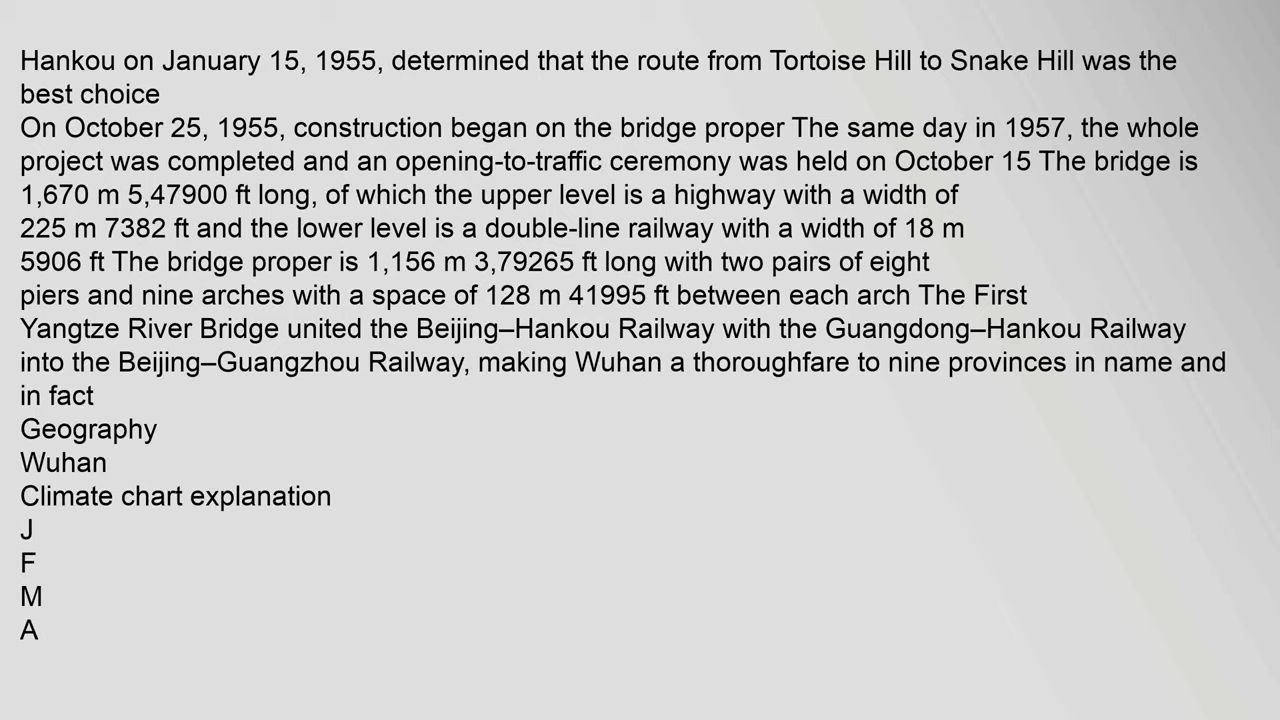 Hankou on January 15, 1955, determined that the route from Tortoise Hill to Snake Hill was the
best choice
On October 25, 1955, construction began on the bridge proper The same day in 1957, the whole
project was completed and an opening-to-traffic ceremony was held on October 15 The bridge is
1,670 m 5,47900 ft long, of which the upper level is a highway with a width of
225 m 7382 ft and the lower level is a double-line railway with a width of 18 m
5906 ft The bridge proper is 1,156 m 3,79265 ft long with two pairs of eight
piers and nine arches with a space of 128 m 41995 ft between each arch The First
Yangtze River Bridge united the Beijing–Hankou Railway with the Guangdong–Hankou Railway
into the Beijing–Guangzhou Railway, making Wuhan a thoroughfare to nine provinces in name and
in fact
Geography
Wuhan
Climate chart explanation
J
F
M
A